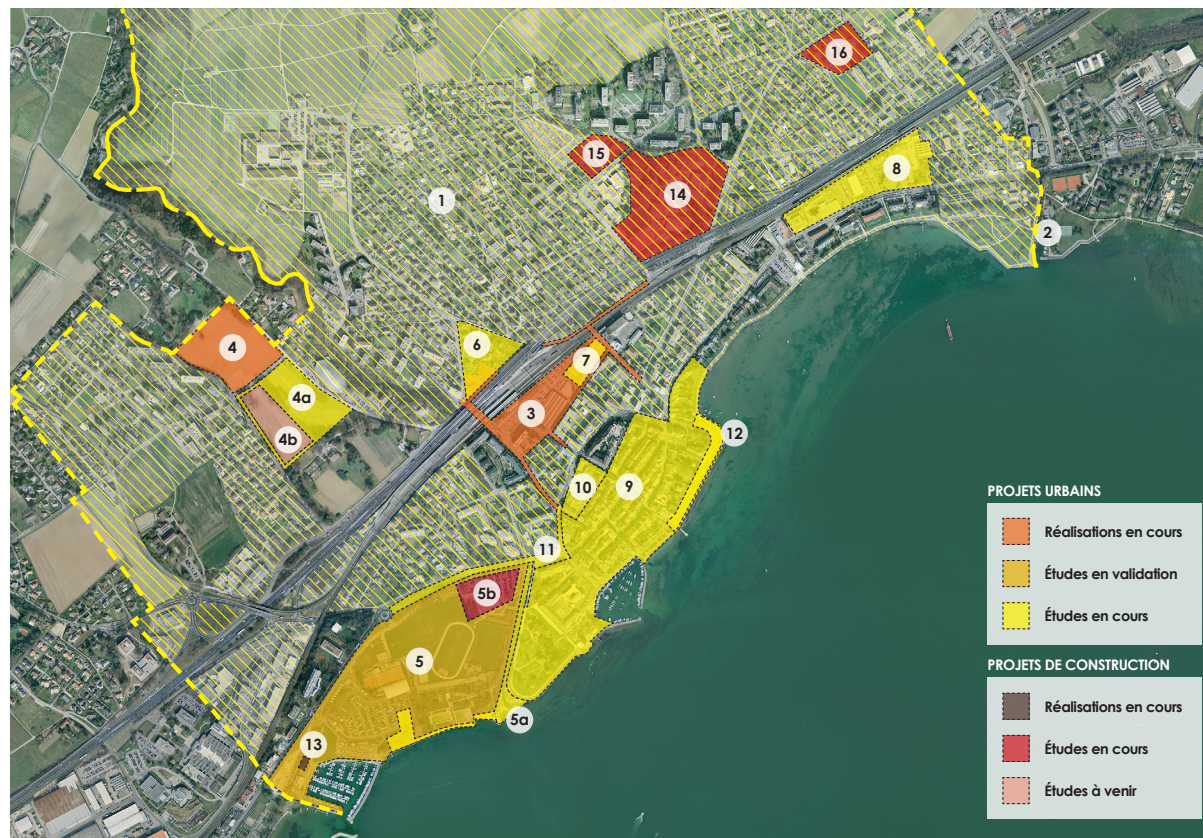 16
15
14
8
1
2
4
6
7
4a
3
4b
12
9
10
11
5b
5
5a
13
PROJETS URBAINS
Réalisations en cours
Études en validation
Études en cours
PROJETS DE CONSTRUCTION
Réalisations en cours
Études en cours
Études à venir